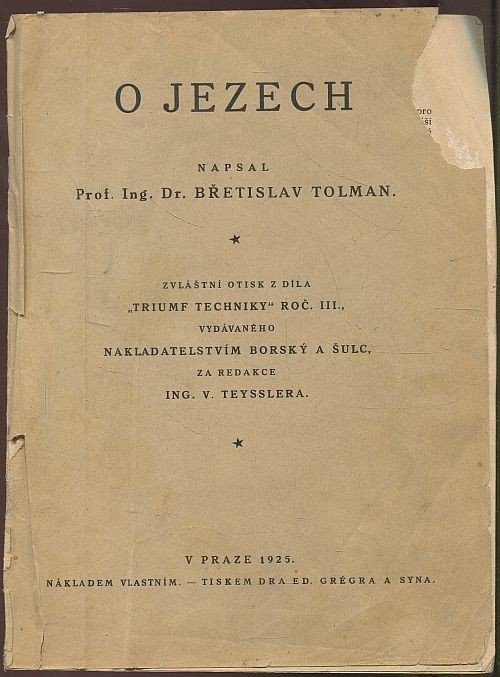 O JEZECH
pro
NAPSAL
Prof. Ing. Dr. BŘETISLAV TOLMAN.
ZVLÁŠTNÍ OTISK Z DÍLA
„TRIUMF TECHNIKY" ROČ. III.,
VYDÁVANÉHO
NAKLADATELSTVÍM BORSKÝ A ŠULC,
ZA REDAKCE
ING. V. TEYSSLERA.
V PRAZE 1925.
NÁKLADEM VLASTNÍM. — TISKEM DRA ED. GRÉGRA A SYNA.